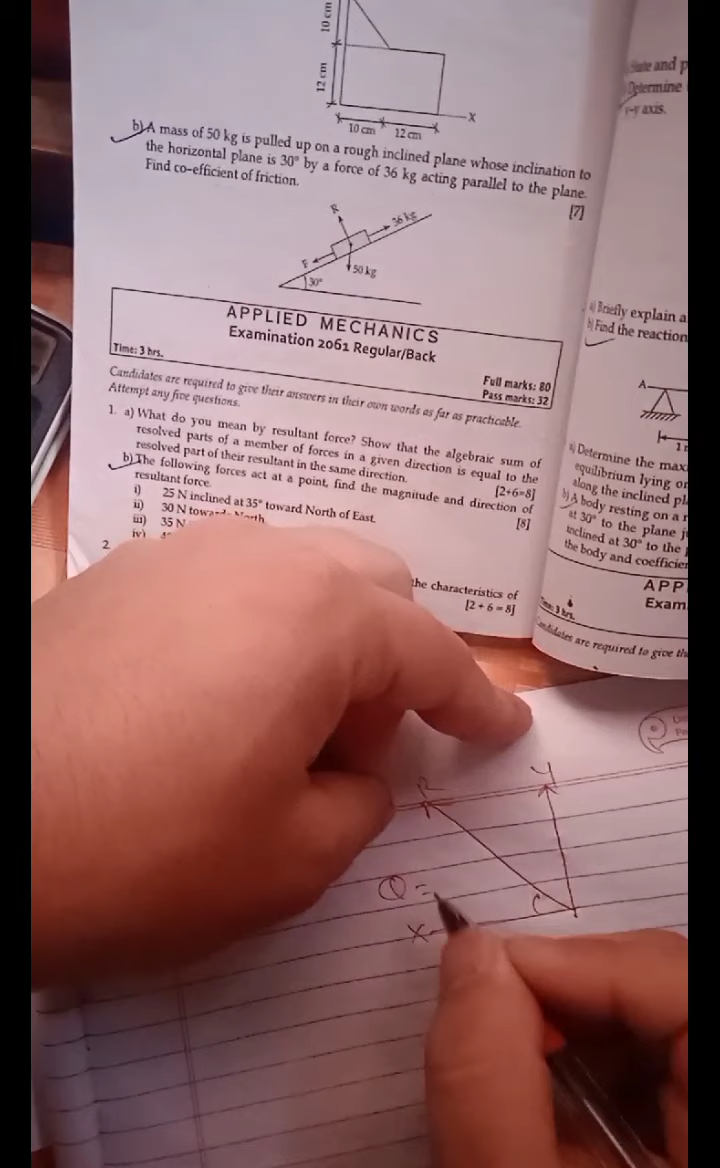 10 cm
12 cm
X
10 cm 12 cm
b) A mass of 50 kg is pulled up on a rough inclined plane whose inclination to
the horizontal plane is 30° by a force of 36 kg acting parallel to the plane.
Find co-efficient of friction.
[7]
R
36 kg
F
50 kg
30°
APPLIED MECHANICS
Examination 2061 Regular/Back
Time: 3 hrs.
Full marks: 80
Pass marks: 32
Candidates are required to give their answers in their own words as far as practicable.
Attempt any five questions.
1. a) What do you mean by resultant force? Show that the algebraic sum of
resolved parts of a member of forces in a given direction is equal to the
resolved part of their resultant in the same direction.
[2+6=8]
b) The following forces act at a point, find the magnitude and direction of
resultant force.
[8]
i) 25 N inclined at 35° toward North of East.
ii) 30 N towards North
iii) 35 N
iv)
2.
the characteristics of
[2 + 6 = 8]
State and p
Determine
y-y axis.
a) Briefly explain a
b) Find the reaction
A
a) Determine the max
equilibrium lying or
along the inclined pl
b) A body resting on a r
at 30° to the plane j
inclined at 30° to the
the body and coefficie
APP
Exam
Time: 3 hrs.
Candidates are required to give th
R
Y
Q =
X